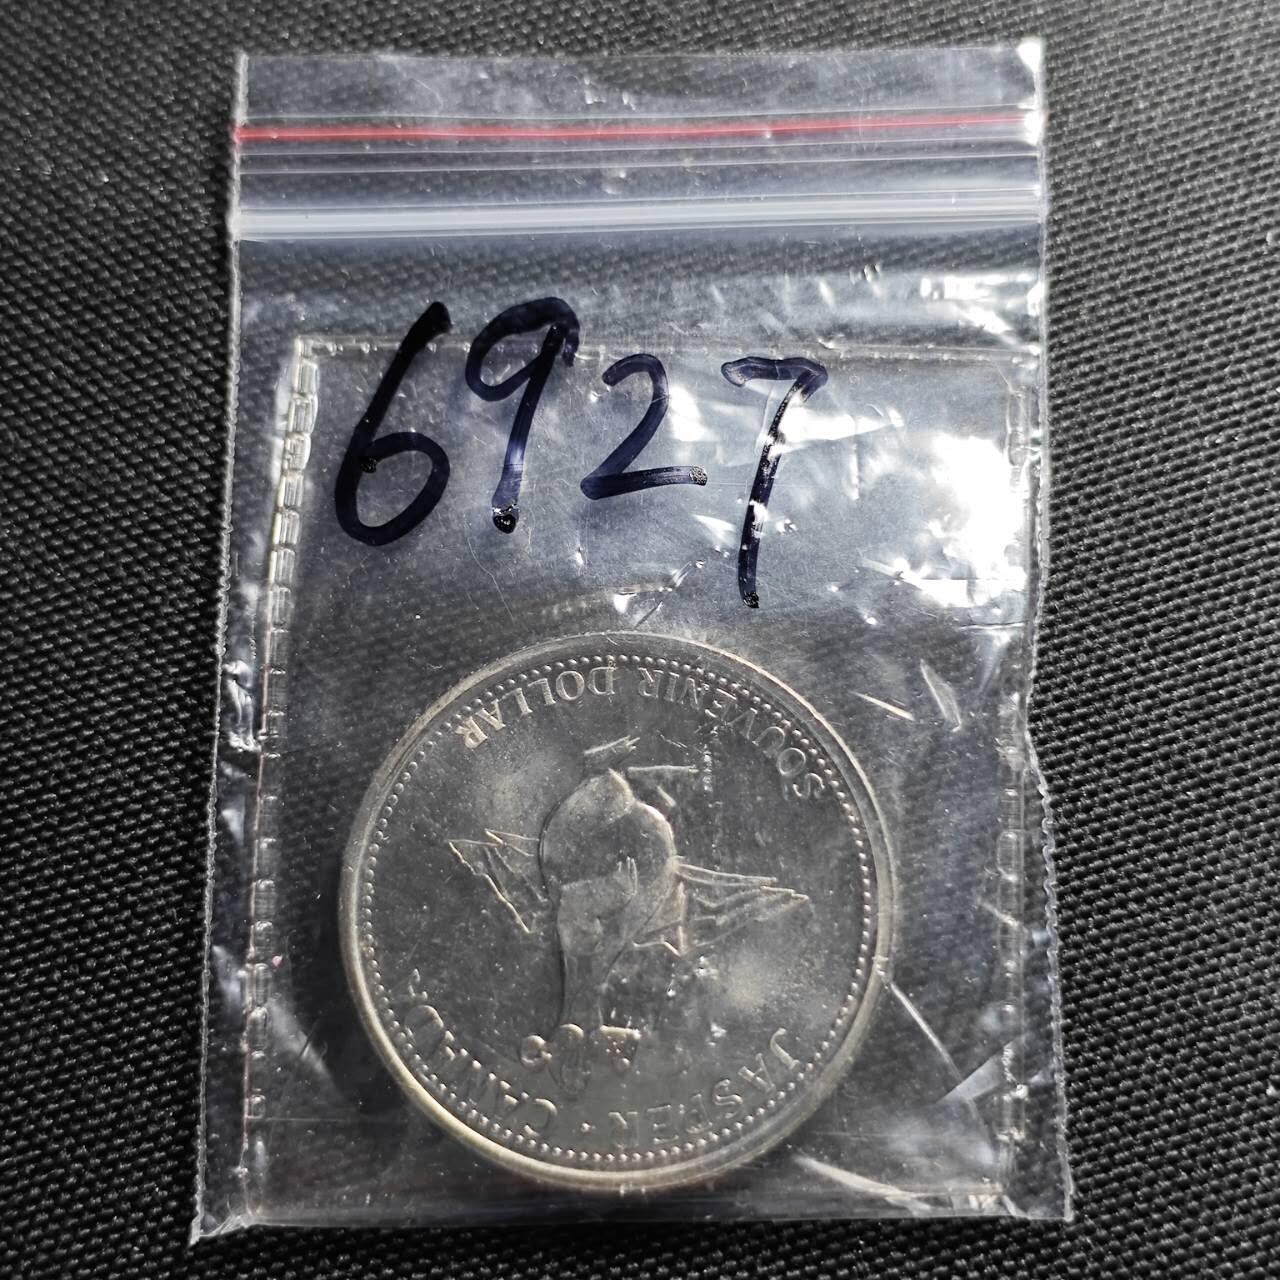 6927
SOUVENIR DOLLAR
JASPER · CANADA